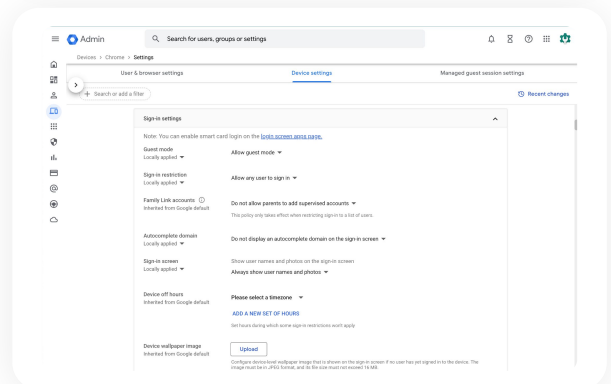 Admin
Search for users, groups or settings
Devices > Chrome > Settings
User & browser settings
Device settings
Managed guest session settings
+ Search or add a filter
Recent changes
Sign-in settings
Note: You can enable smart card login on the login screen apps page.
Guest mode
Locally applied
Allow guest mode
Sign-in restriction
Locally applied
Allow any user to sign in
Family Link accounts
Inherited from Google default
Do not allow parents to add supervised accounts
This policy only takes effect when restricting sign-in to a list of users.
Autocomplete domain
Locally applied
Do not display an autocomplete domain on the sign-in screen
Sign-in screen
Locally applied
Show user names and photos on the sign-in screen
Always show user names and photos
Device off hours
Inherited from Google default
Please select a timezone
ADD A NEW SET OF HOURS
Set hours during which some sign-in restrictions won't apply
Device wallpaper image
Inherited from Google default
Upload
Configure device-level wallpaper image that is shown on the sign-in screen if no user has yet signed in to the device. The
image must be in JPEG format, and its file size must not exceed 16 MB.